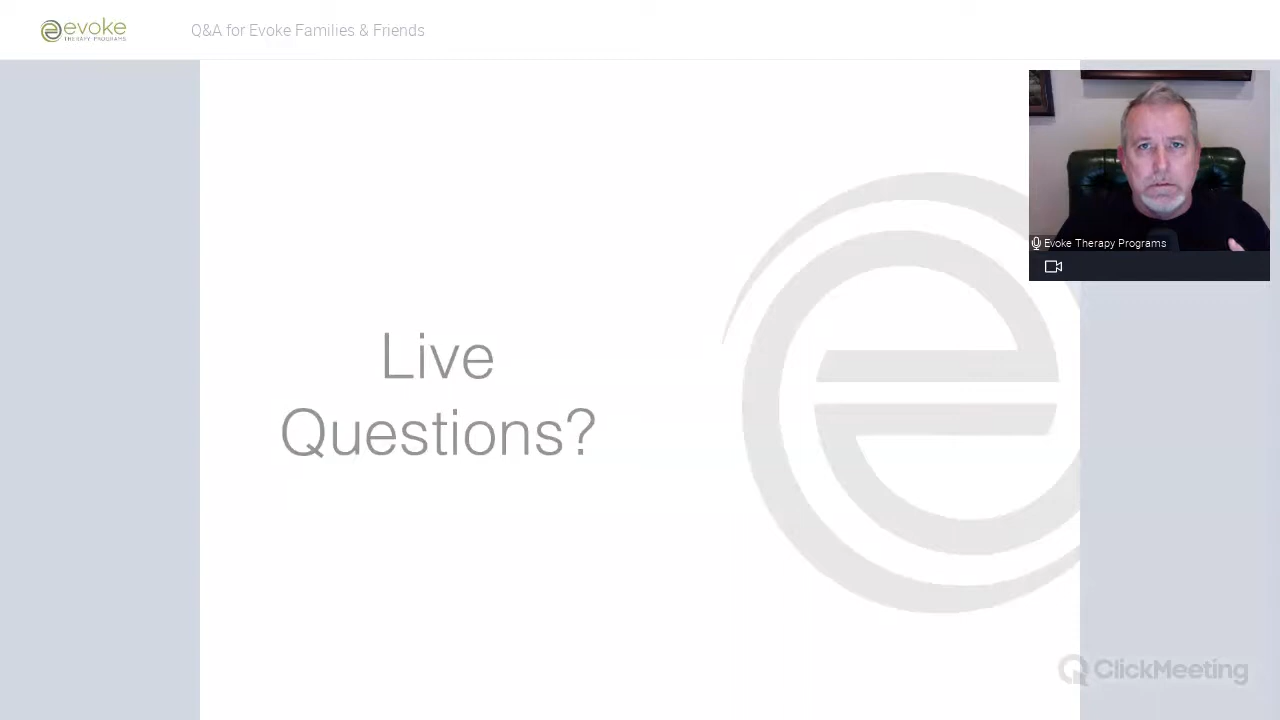 evoke
THERAPY PROGRAMS
Q&A for Evoke Families & Friends
Evoke Therapy Programs
Live
Questions?
ClickMeeting